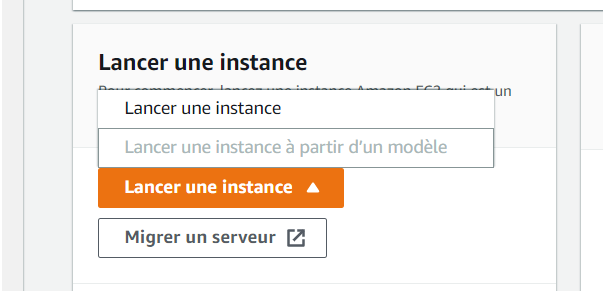 Lancer une instance
Pour commencer, lancez une instance Amazon EC2 qui est un
Lancer une instance
Lancer une instance à partir d'un modèle
Lancer une instance
Migrer un serveur